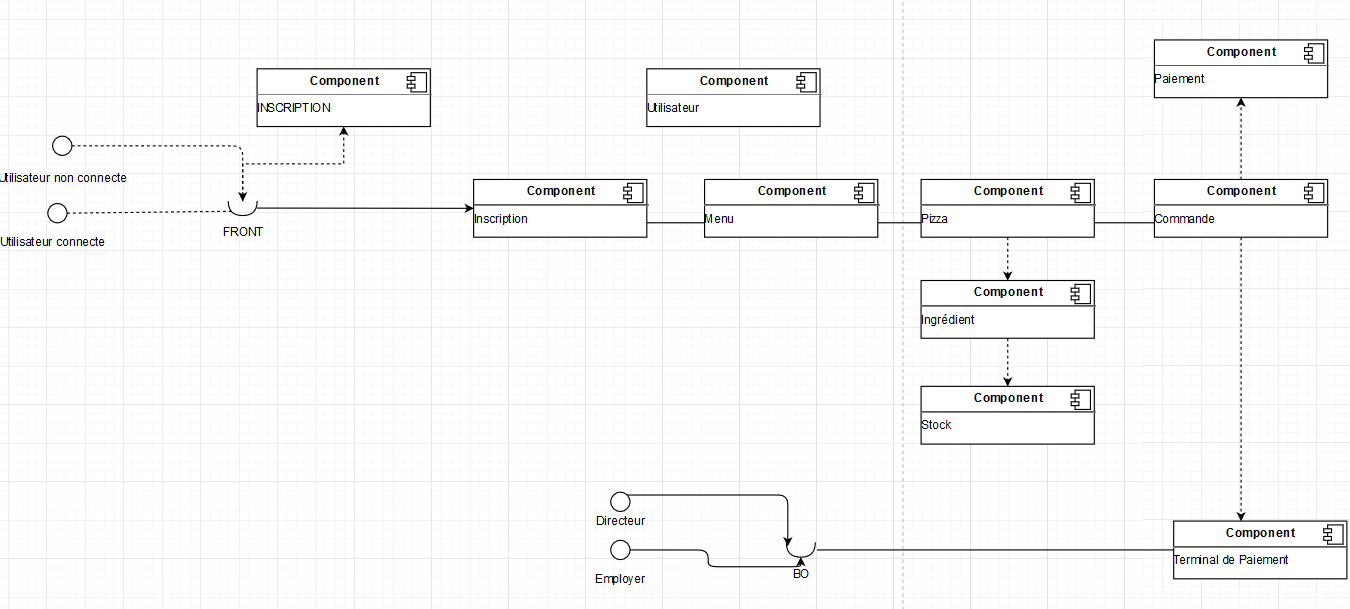 Component
Paiement
Component
INSCRIPTION
Component
Utilisateur
Utilisateur non connecte
Utilisateur connecte
FRONT
Component
Inscription
Component
Menu
Component
Pizza
Component
Commande
Component
Ingrédient
Component
Stock
Directeur
Employer
BO
Component
Terminal de Paiement